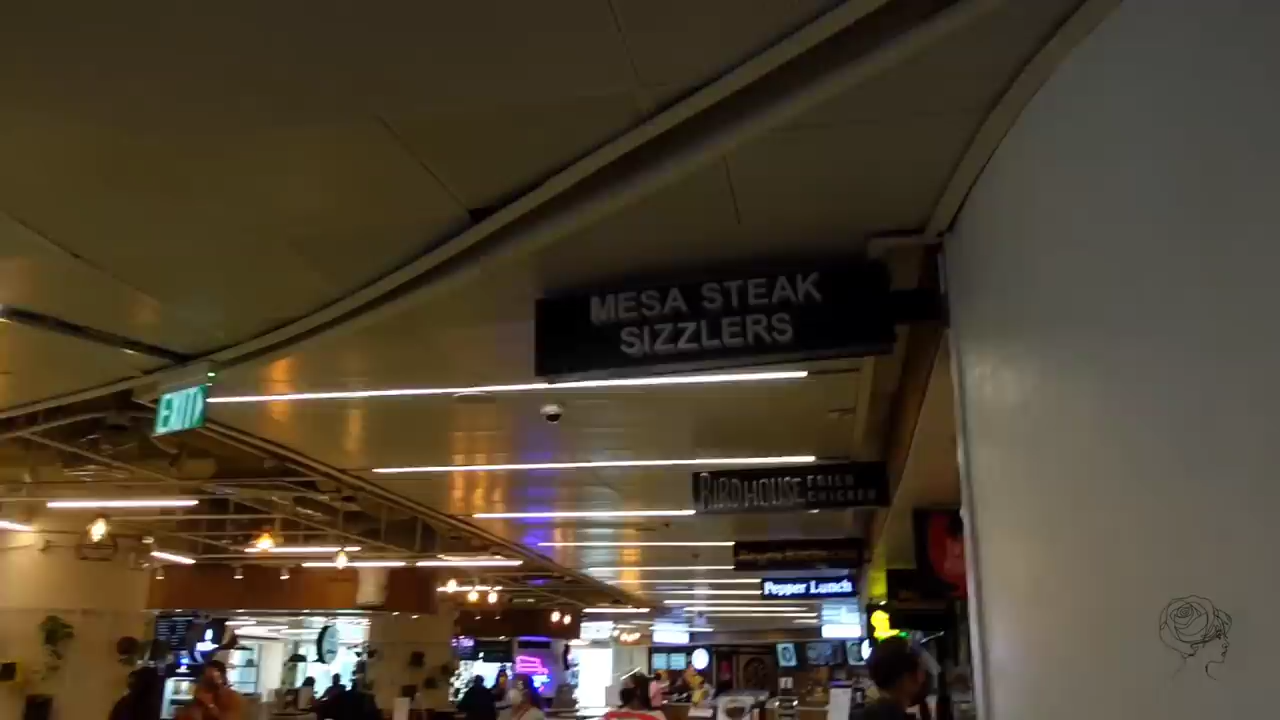 MESA STEAK
SIZZLERS
EXIT
BIRDHOUSE FRIED
CHICKEN
Pepper Lunch